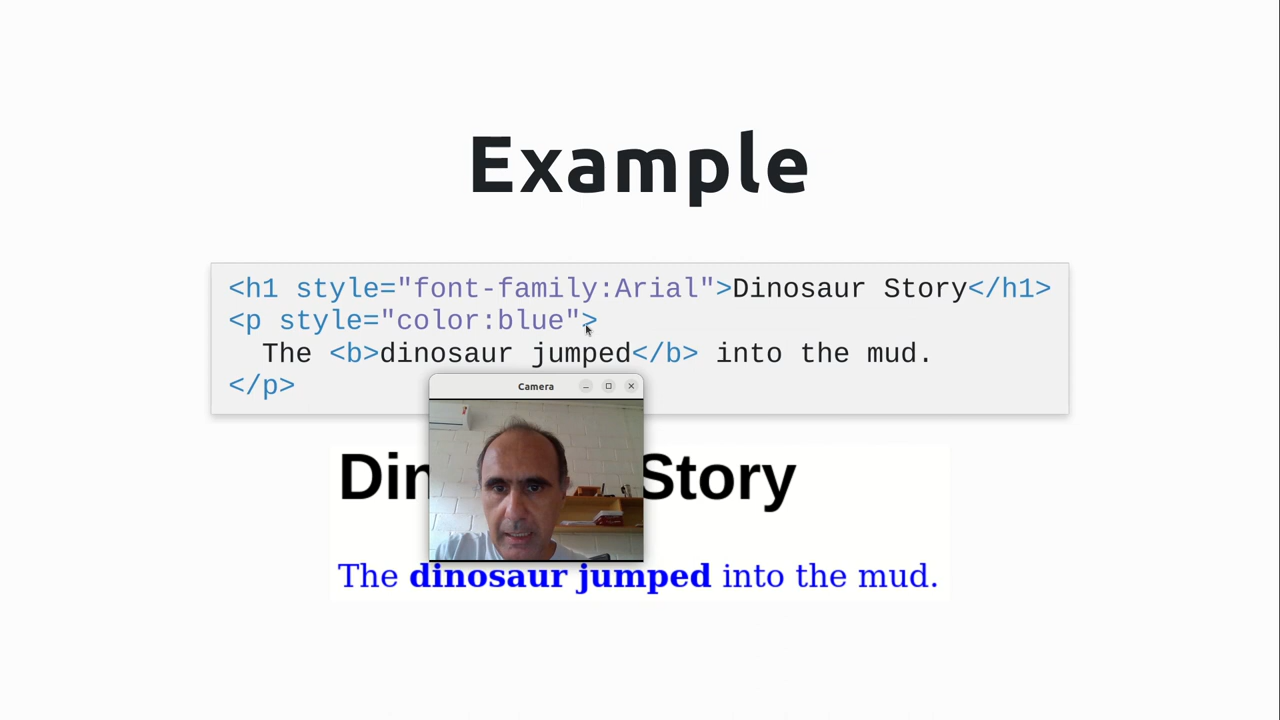 Example
<h1 style="font-family:Arial">Dinosaur Story</h1>
<p style="color:blue">
The <b>dinosaur jumped</b> into the mud.
</p>
Camera
Din Story
The dinosaur jumped into the mud.